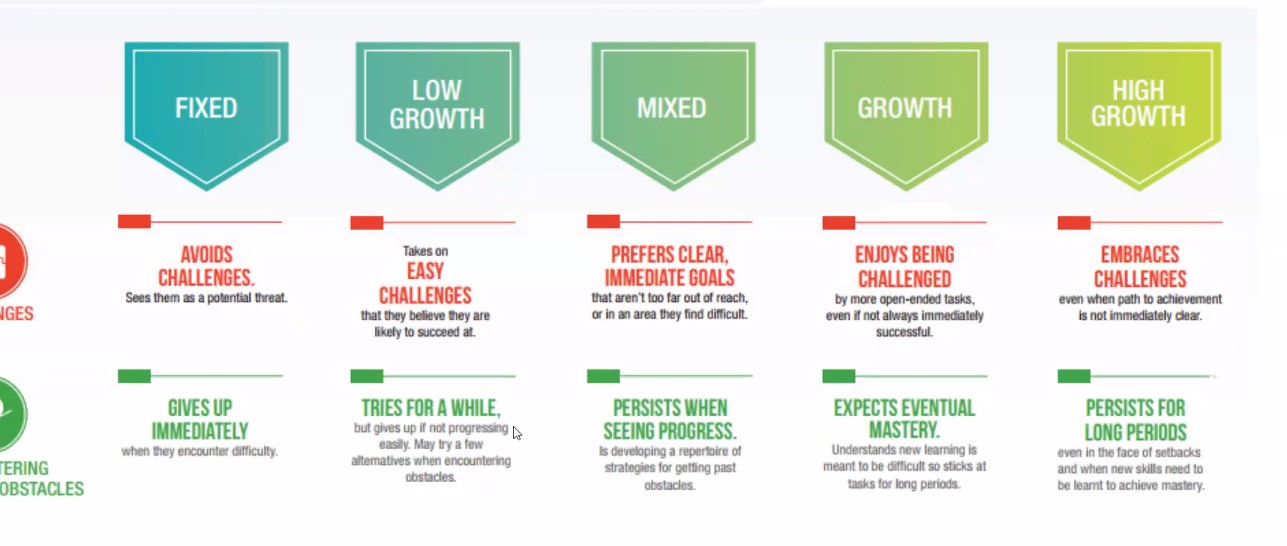 FIXED
LOW
GROWTH
MIXED
GROWTH
HIGH
GROWTH
NGES
AVOIDS
CHALLENGES.
Sees them as a potential threat.
Takes on
EASY
CHALLENGES
that they believe they are
likely to succeed at.
PREFERS CLEAR,
IMMEDIATE GOALS
that aren't too far out of reach,
or in an area they find difficult.
ENJOYS BEING
CHALLENGED
by more open-ended tasks,
even if not always immediately
successful.
EMBRACES
CHALLENGES
even when path to achievement
is not immediately clear.
TERING
OBSTACLES
GIVES UP
IMMEDIATELY
when they encounter difficulty.
TRIES FOR A WHILE,
but gives up if not progressing
easily. May try a few
alternatives when encountering
obstacles.
PERSISTS WHEN
SEEING PROGRESS.
Is developing a repertoire of
strategies for getting past
obstacles.
EXPECTS EVENTUAL
MASTERY.
Understands new learning is
meant to be difficult so sticks at
tasks for long periods.
PERSISTS FOR
LONG PERIODS
even in the face of setbacks
and when new skills need to
be learnt to achieve mastery.